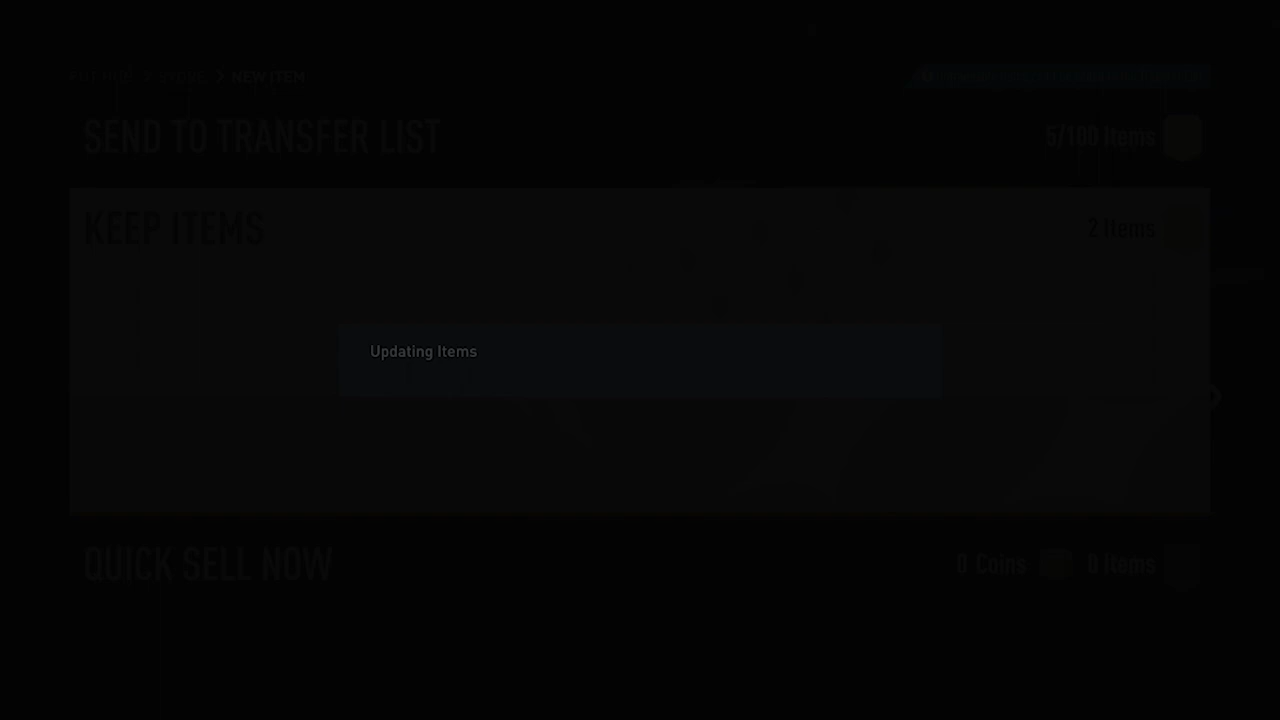 STORE > NEW ITEM
SEND TO TRANSFER LIST
5/100 Items
KEEP ITEMS
2 Items
Updating Items
QUICK SELL NOW
0 Coins
0 Items